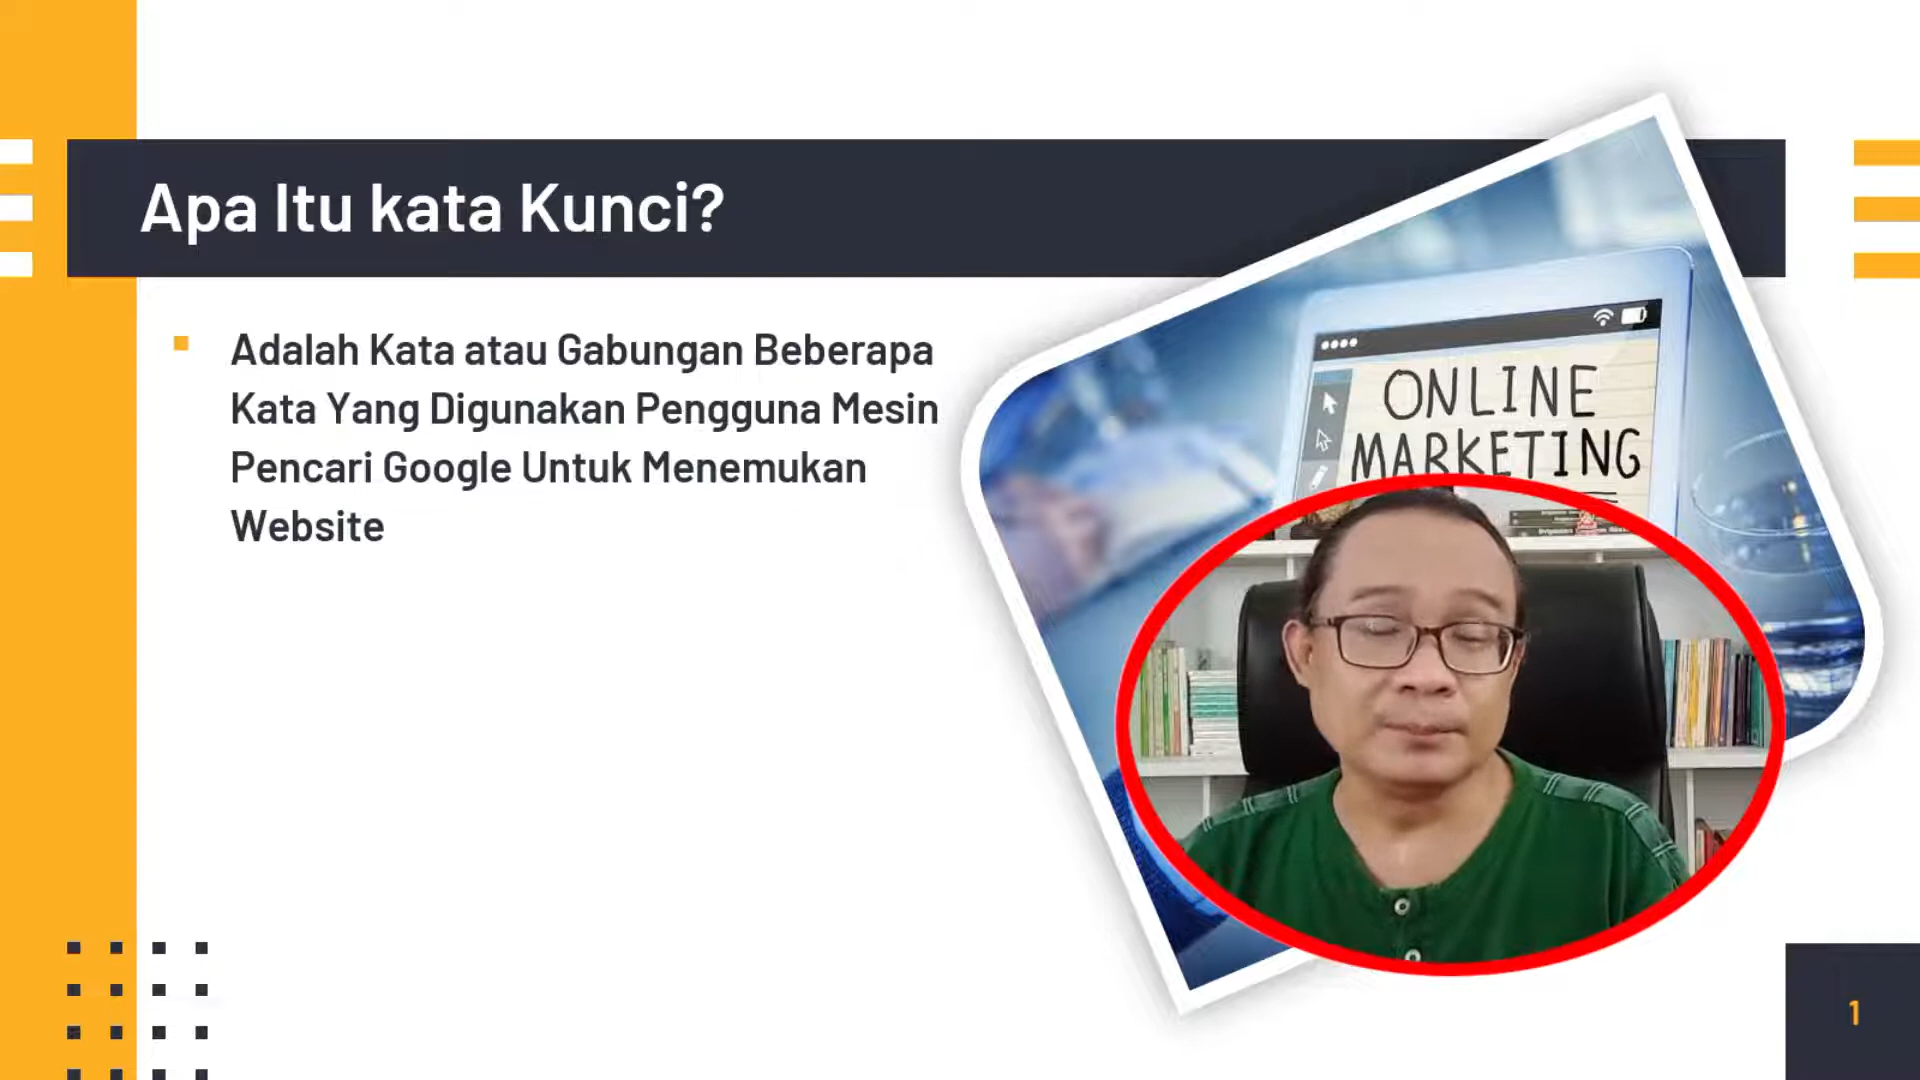 Apa Itu kata Kunci?
Adalah Kata atau Gabungan Beberapa
Kata Yang Digunakan Pengguna Mesin
Pencari Google Untuk Menemukan
Website
ONLINE
MARKETING
1